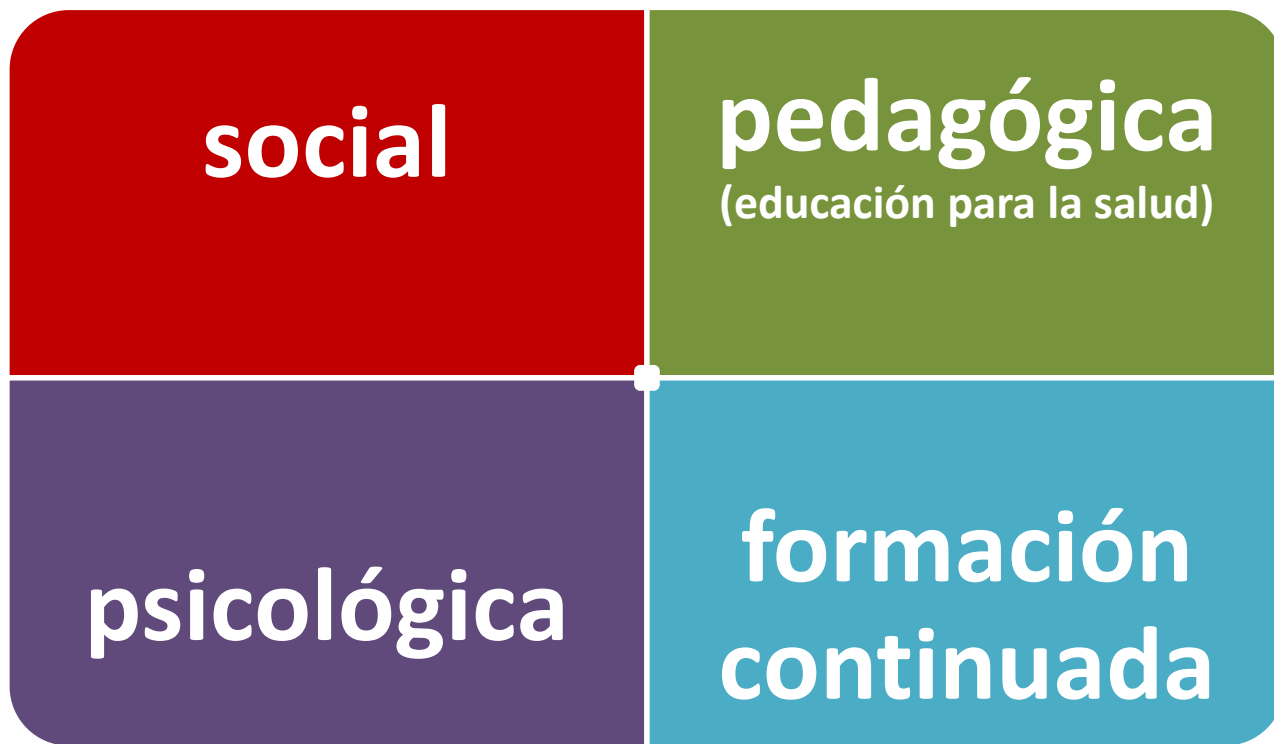 social
pedagógica
(educación para la salud)
psicológica
formación
continuada